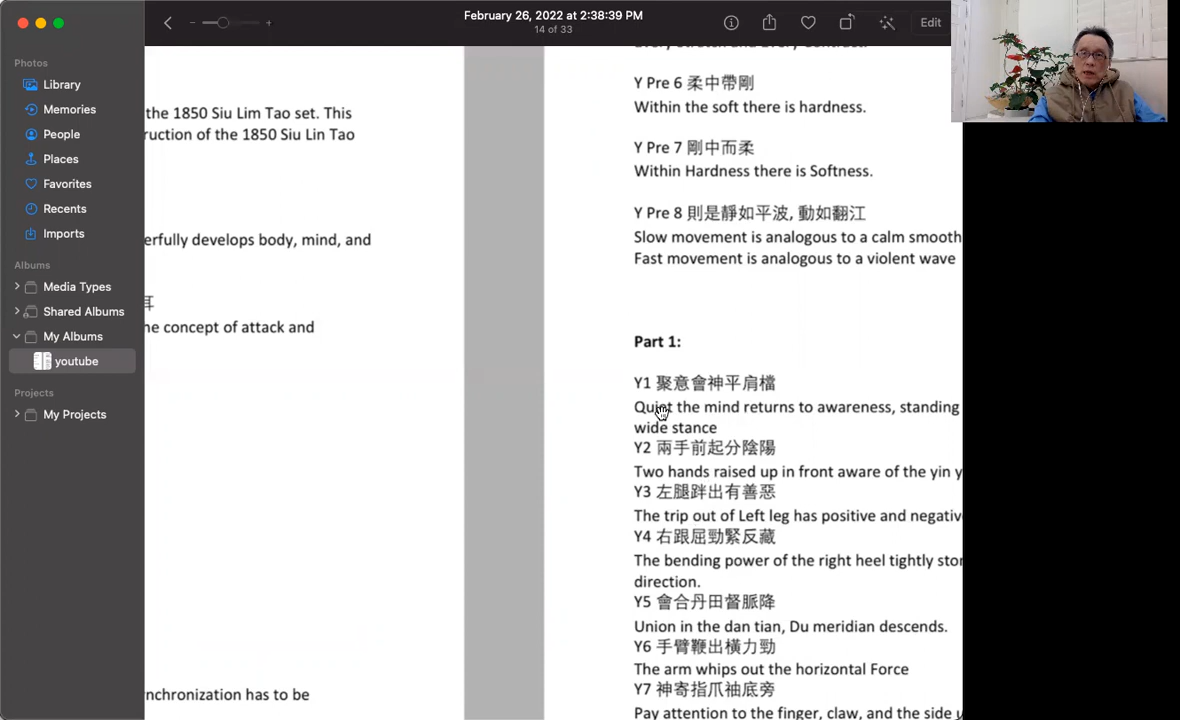 February 26, 2022 at 2:38:39 PM
14 of 33
Edit
Photos
Library
Memories
People
Places
Favorites
Recents
Imports
Albums
Media Types
Shared Albums
My Albums
youtube
Projects
My Projects
the 1850 Siu Lim Tao set. This
ruction of the 1850 Siu Lin Tao
erfully develops body, mind, and
耳
he concept of attack and
nchronization has to be
Every stretch and every contract.
Y Pre 6 柔中帶剛
Within the soft there is hardness.
Y Pre 7 剛中而柔
Within Hardness there is Softness.
Y Pre 8 則是靜如平波, 動如翻江
Slow movement is analogous to a calm smooth
Fast movement is analogous to a violent wave
Part 1:
Y1 聚意會神平肩檔
Quiet the mind returns to awareness, standing
wide stance
Y2 兩手前起分陰陽
Two hands raised up in front aware of the yin y
Y3 左腿跘出有善惡
The trip out of Left leg has positive and negativ
Y4 右跟屈勁緊反藏
The bending power of the right heel tightly stor
direction.
Y5 會合丹田督脈降
Union in the dan tian, Du meridian descends.
Y6 手臂鞭出橫力勁
The arm whips out the horizontal Force
Y7 神寄指爪袖底旁
Pay attention to the finger, claw, and the side